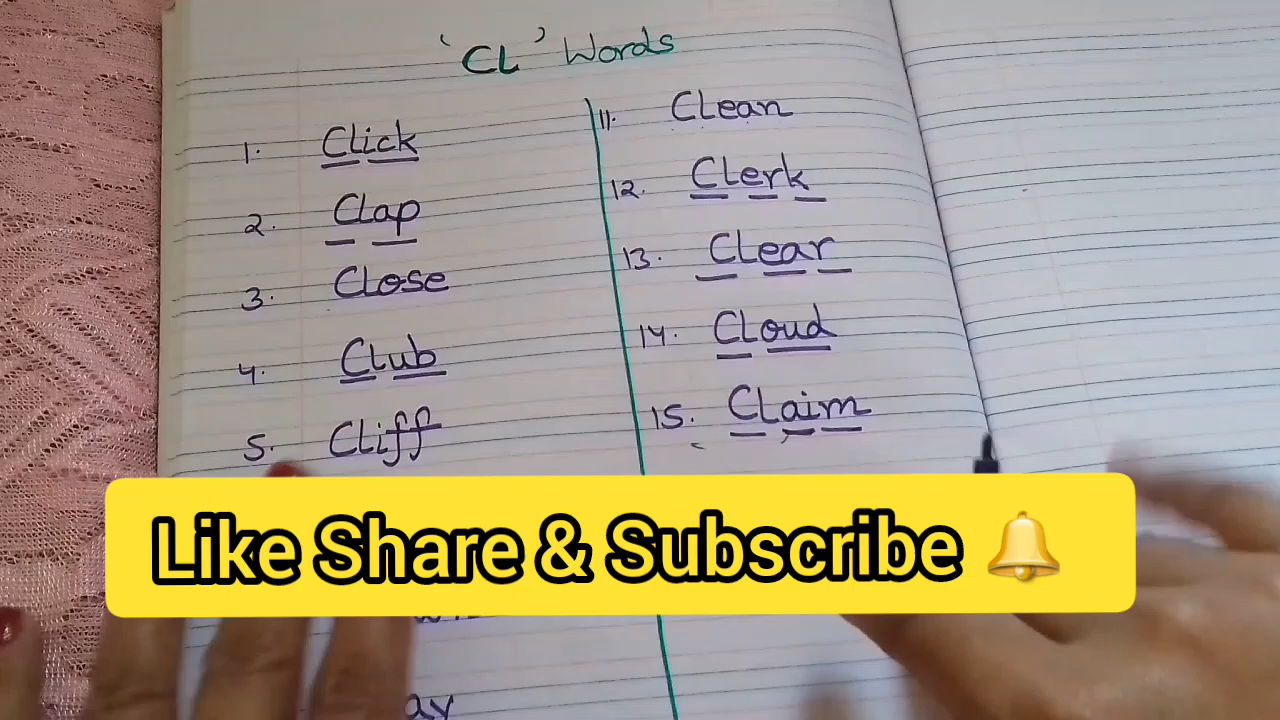 'CL' Words
1. Click
2. Clap
3. Close
4. Club
5. Cliff
11. Clean
12. Clerk
13. Clear
14. Cloud
15. Claim
Like Share & Subscribe 🔔
ay